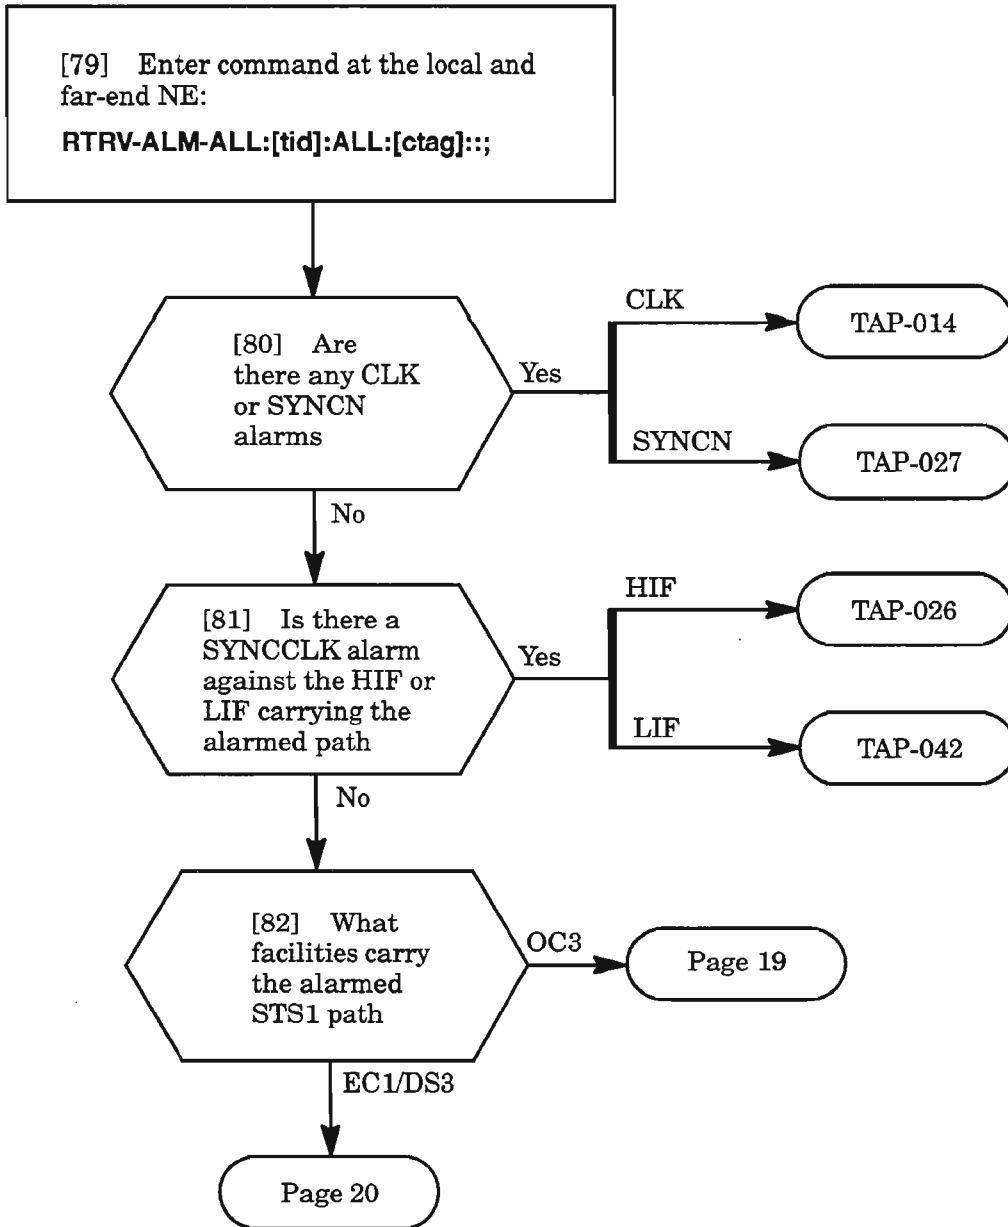 [79] Enter command at the local and
far-end NE:
RTRV-ALM-ALL:[tid]:ALL:[ctag]::;
[80] Are
there any CLK
or SYNCN
alarms
Yes
CLK
TAP-014
SYNCN
TAP-027
No
[81] Is there a
SYNCCLK alarm
against the HIF or
LIF carrying the
alarmed path
Yes
HIF
TAP-026
LIF
TAP-042
No
[82] What
facilities carry
the alarmed
STS1 path
OC3
Page 19
EC1/DS3
Page 20